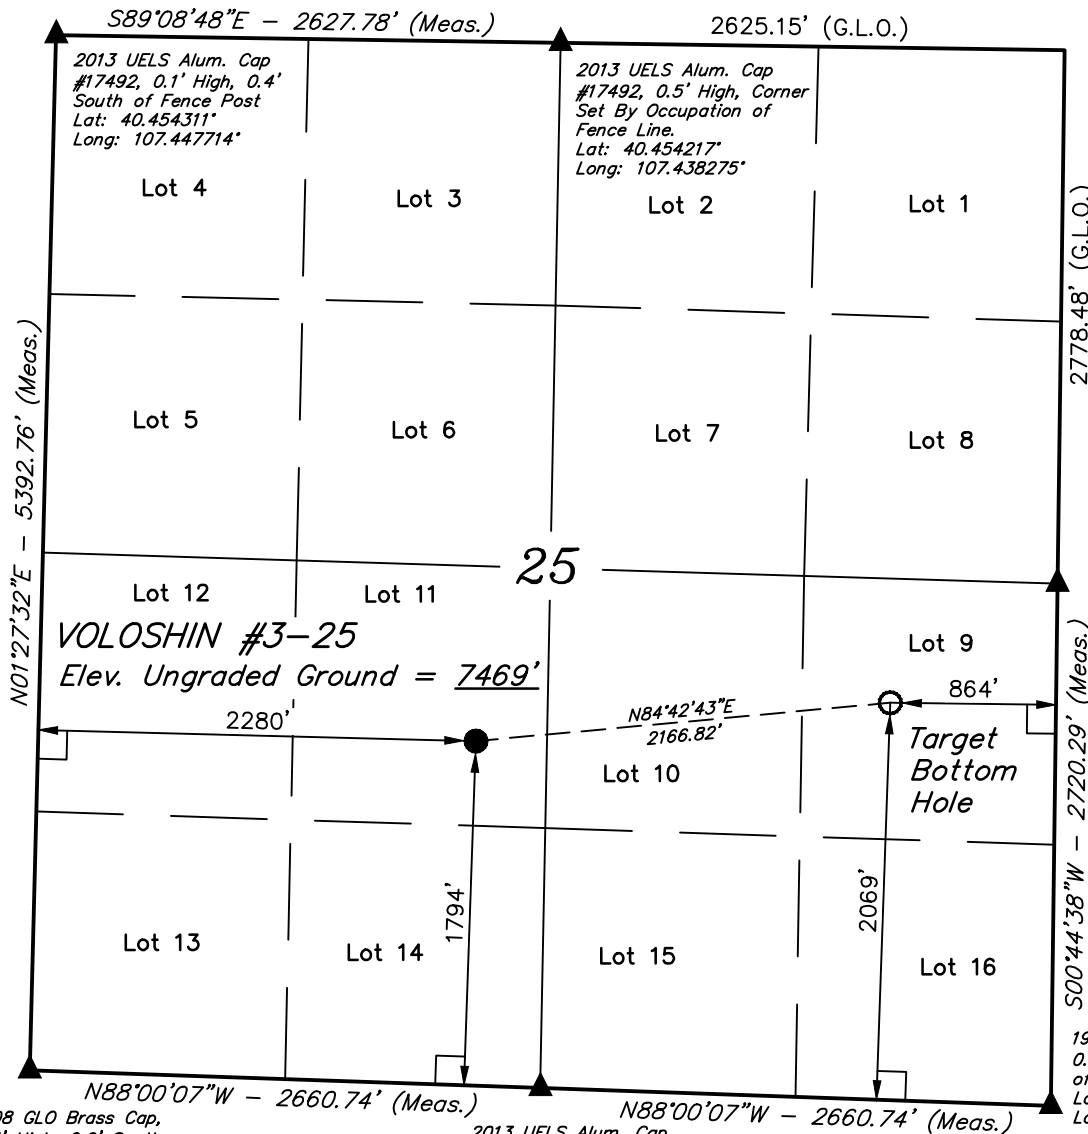 S89°08'48"E - 2627.78' (Meas.)
2625.15' (G.L.O.)
2013 UELS Alum. Cap
#17492, 0.1' High, 0.4'
South of Fence Post
Lat: 40.454311°
Long: 107.447714°
2013 UELS Alum. Cap
#17492, 0.5' High, Corner
Set By Occupation of
Fence Line.
Lat: 40.454217°
Long: 107.438275°
Lot 4
Lot 3
Lot 2
Lot 1
2778.48' (G.L.O.)
N01°27'32"E - 5392.76' (Meas.)
Lot 5
Lot 6
Lot 7
Lot 8
25
Lot 12
Lot 11
VOLOSHIN #3-25
Elev. Ungraded Ground = 7469'
Lot 9
S00°44'38"W - 2720.29' (Meas.)
2280'
N84°42'43"E
2166.82'
864'
Target
Bottom
Hole
Lot 10
1794'
2069'
Lot 13
Lot 14
Lot 15
Lot 16
N88°00'07"W - 2660.74' (Meas.)
N88°00'07"W - 2660.74' (Meas.)
GLO Brass Cap,
2013 UELS Alum. Cap
19
0.
of